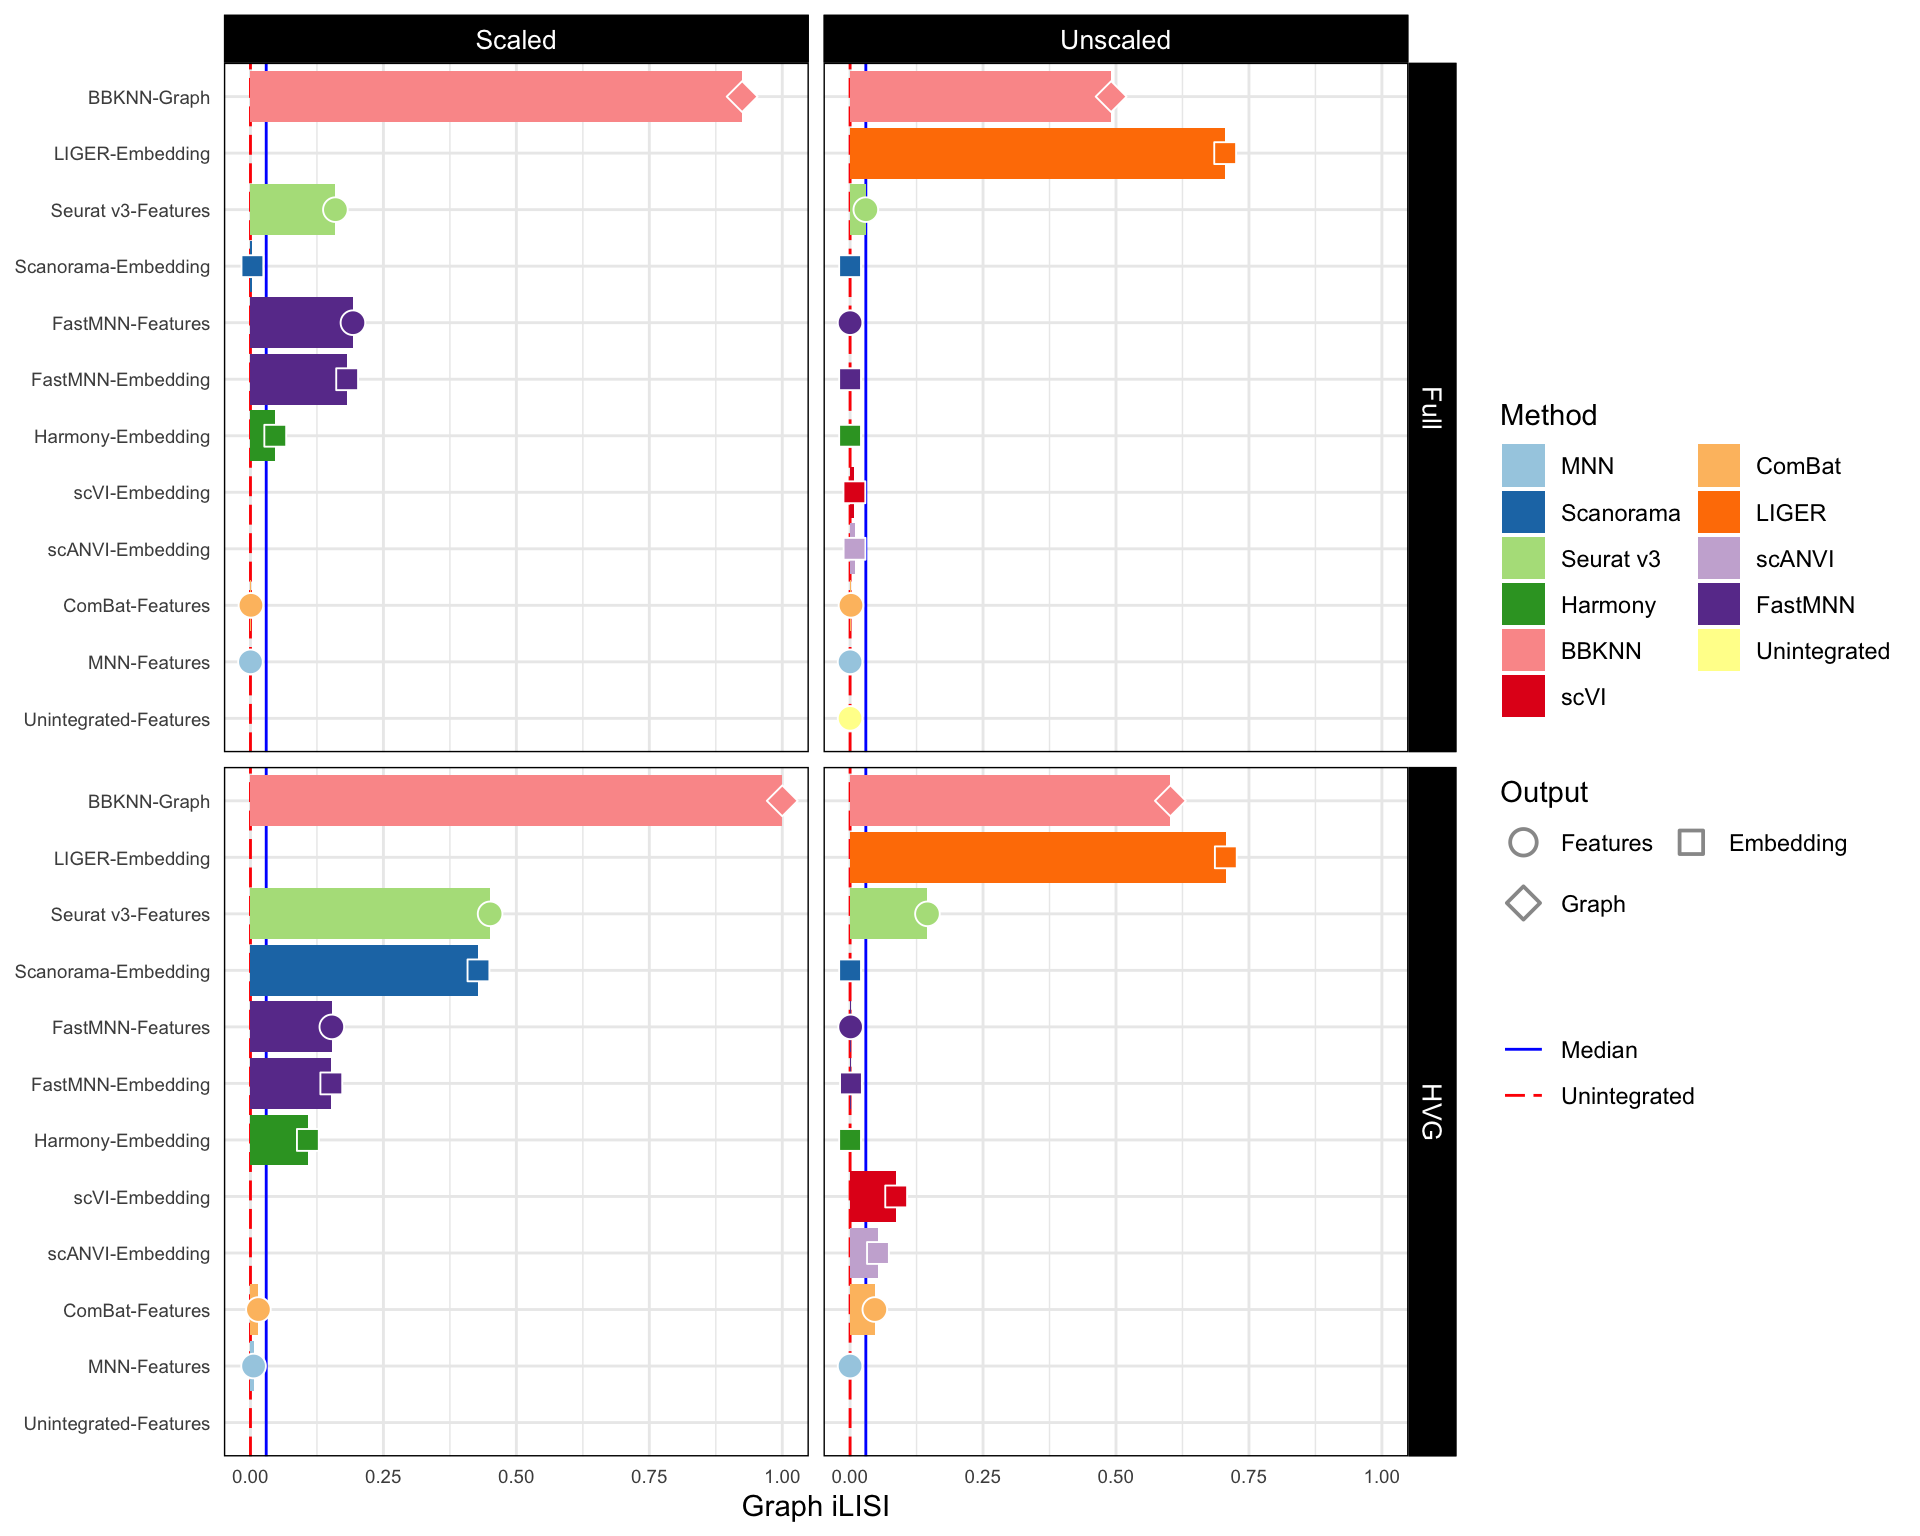 Scaled
Unscaled
BBKNN-Graph
LIGER-Embedding
Seurat v3-Features
Scanorama-Embedding
FastMNN-Features
FastMNN-Embedding
Harmony-Embedding
scVI-Embedding
scANVI-Embedding
ComBat-Features
MNN-Features
Unintegrated-Features
Full
BBKNN-Graph
LIGER-Embedding
Seurat v3-Features
Scanorama-Embedding
FastMNN-Features
FastMNN-Embedding
Harmony-Embedding
scVI-Embedding
scANVI-Embedding
ComBat-Features
MNN-Features
Unintegrated-Features
HVG
0.00 0.25 0.50 0.75 1.00
0.00 0.25 0.50 0.75 1.00
Graph iLISI
Method
MNN
Scanorama
Seurat v3
Harmony
BBKNN
scVI
ComBat
LIGER
scANVI
FastMNN
Unintegrated
Output
Features
Embedding
Graph
Median
Unintegrated